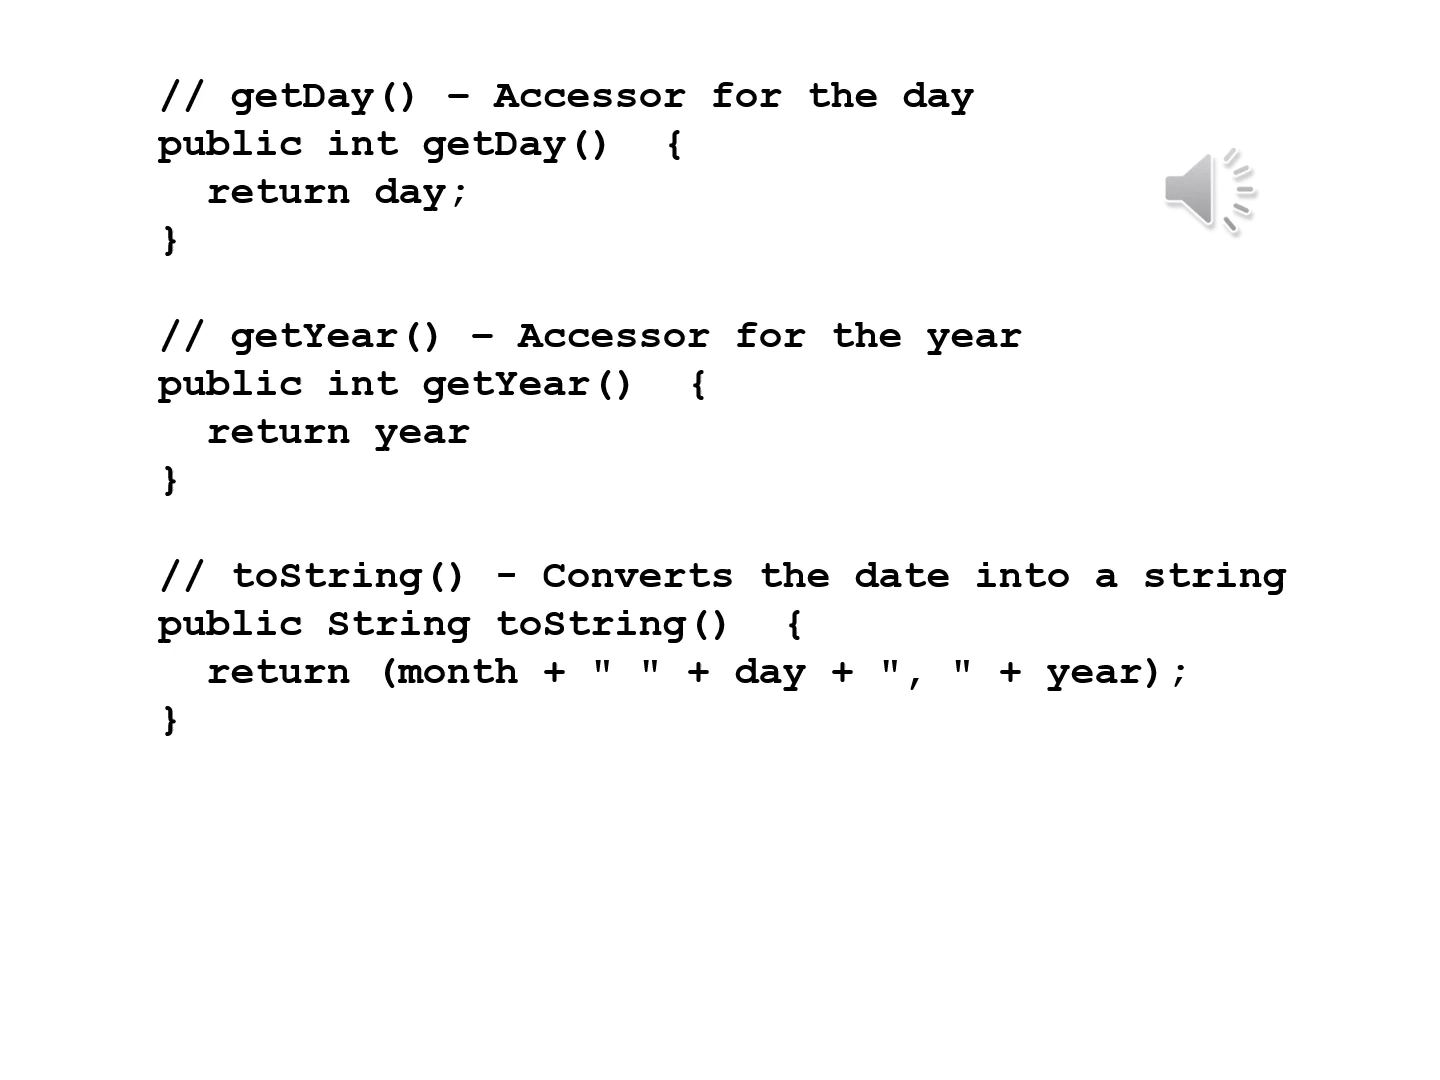 // getDay() – Accessor for the day
public int getDay()  {
  return day;
}

// getYear() – Accessor for the year
public int getYear()  {
  return year
}

// toString() - Converts the date into a string
public String toString()  {
  return (month + " " + day + ", " + year);
}